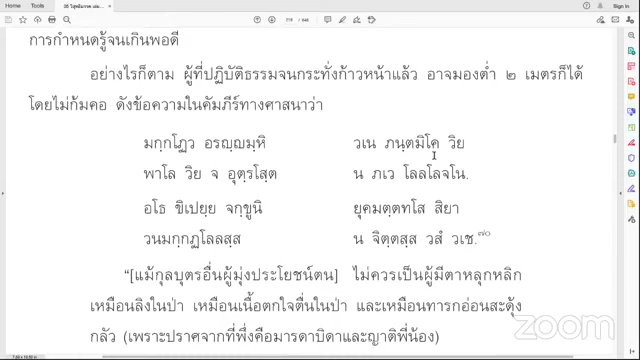 Home Tools 35 วิสุทธิมรรค เล่ม... Sign In
719 / 848
การกำหนดรู้จนเกินพอดี
อย่างไรก็ตาม ผู้ที่ปฏิบัติธรรมจนกระทั่งก้าวหน้าแล้ว อาจมองต่ำ ๒ เมตรก็ได้
โดยไม่ก้มคอ ดังข้อความในคัมภีร์ทางศาสนาว่า
มกฺกโฏว อรญฺญมฺหิ วเน ภนฺตมิโค วิย
พาโล วิย จ อุตฺรโสฺต น ภเว โลลโลจโน.
อโธ ขิเปยฺย จกฺขูนิ ยุคมตฺตทโส สิยา
วนมกฺกฏโลลสฺส น จิตฺตสฺส วสํ วเช.๗๐
“[แม้กุลบุตรอื่นผู้มุ่งประโยชน์ตน] ไม่ควรเป็นผู้มีตาหลุกหลิก
เหมือนลิงในป่า เหมือนเนื้อตกใจตื่นในป่า และเหมือนทารกอ่อนสะดุ้ง
กลัว (เพราะปราศจากที่พึ่งคือมารดาบิดาและญาติพี่น้อง)
zoom